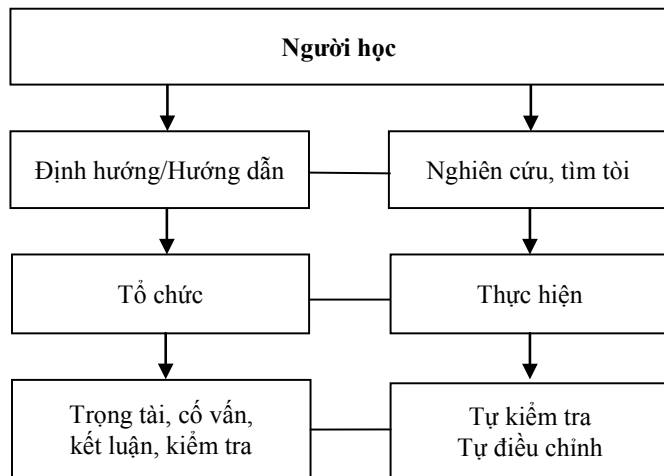 Người học
Định hướng/Hướng dẫn
Nghiên cứu, tìm tòi
Tổ chức
Thực hiện
Trọng tài, cố vấn,
kết luận, kiểm tra
Tự kiểm tra
Tự điều chỉnh